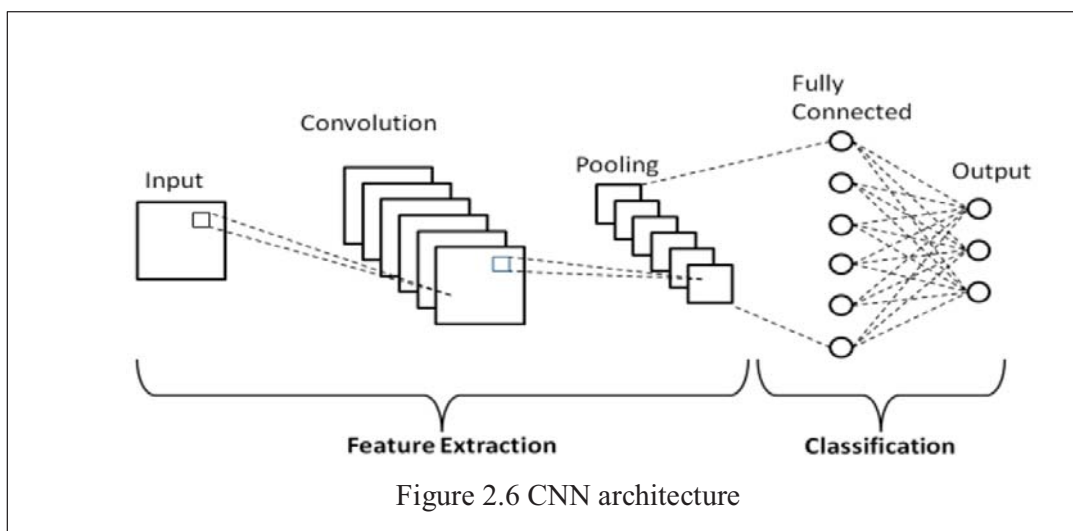 Input
Convolution
Pooling
Fully
Connected
Output
Feature Extraction
Classification
Figure 2.6 CNN architecture